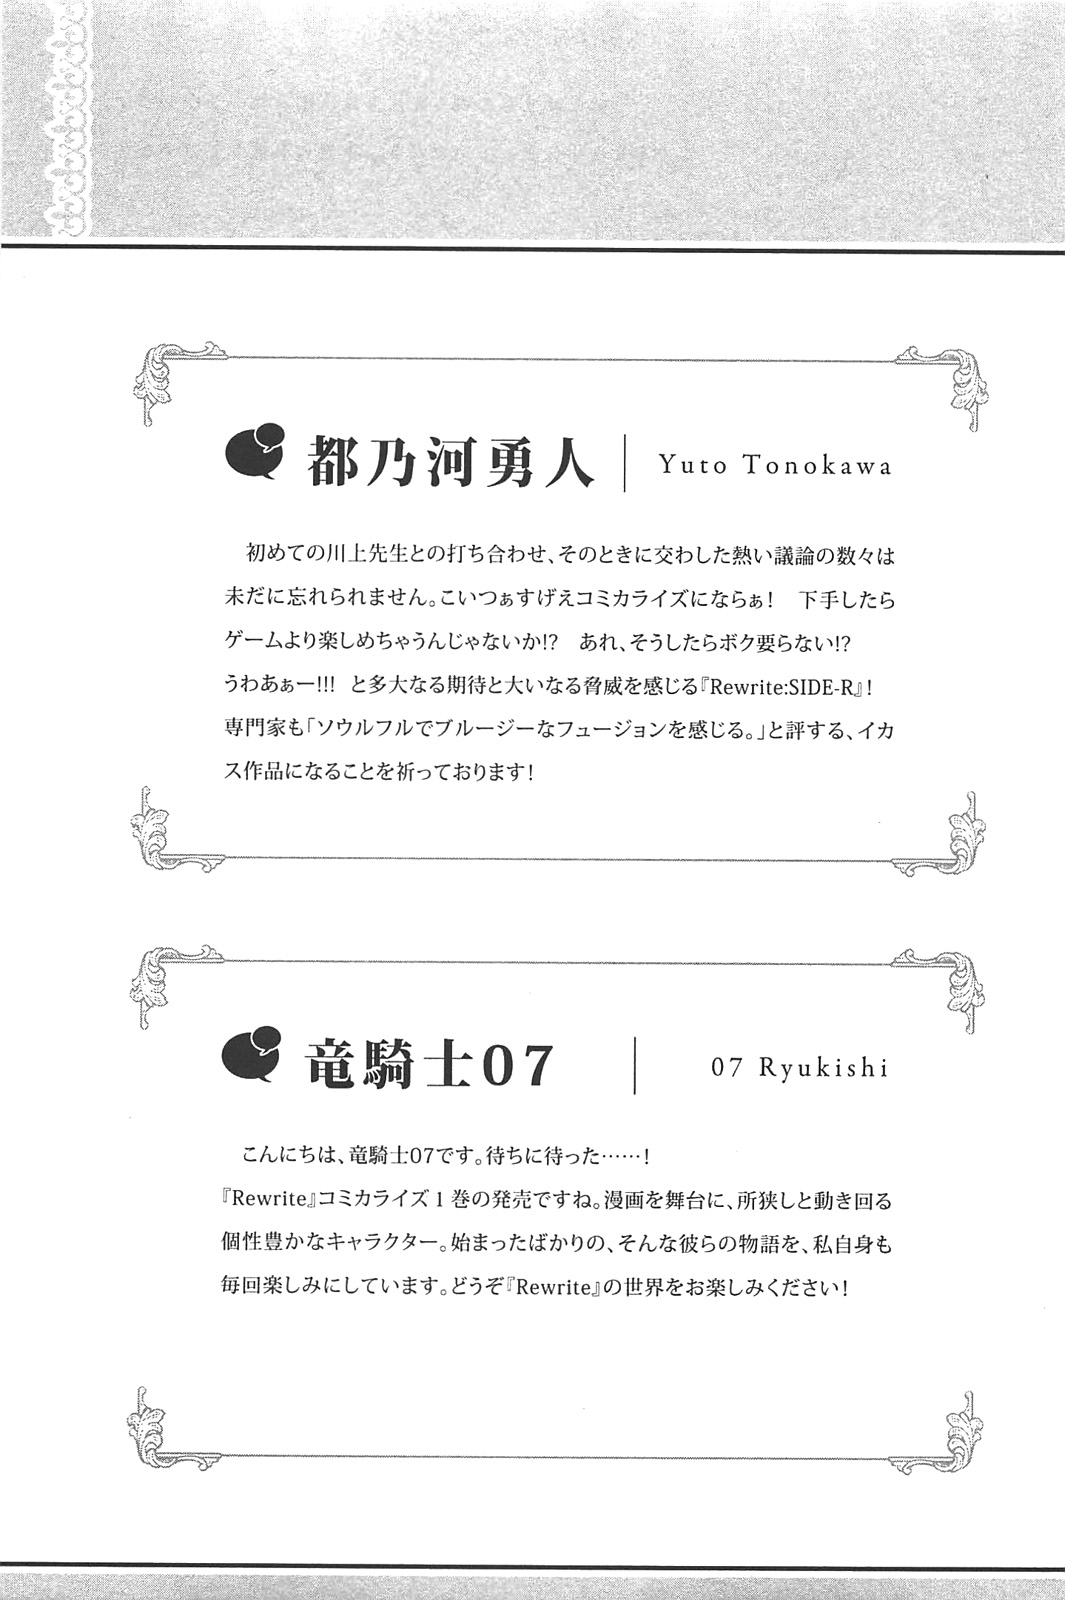 都乃河勇人 Yuto Tonokawa
初めての川上先生との打ち合わせ、そのときに交わした熱い議論の数々は
未だに忘れられません。こいつぁすげえコミカライズにならぁ!　下手したら
ゲームより楽しめちゃうんじゃないか!?　あれ、そうしたらボク要らない!?
うわあぁー!!!　と多大なる期待と大いなる脅威を感じる『Rewrite:SIDE-R』!
専門家も「ソウルフルでブルージーなフュージョンを感じる。」と評する、イカ
ス作品になることを祈っております!
竜騎士07 07 Ryukishi
こんにちは、竜騎士07です。待ちに待った……!
『Rewrite』コミカライズ1巻の発売ですね。漫画を舞台に、所狭しと動き回る
個性豊かなキャラクター。始まったばかりの、そんな彼らの物語を、私自身も
毎回楽しみにしています。どうぞ『Rewrite』の世界をお楽しみください!